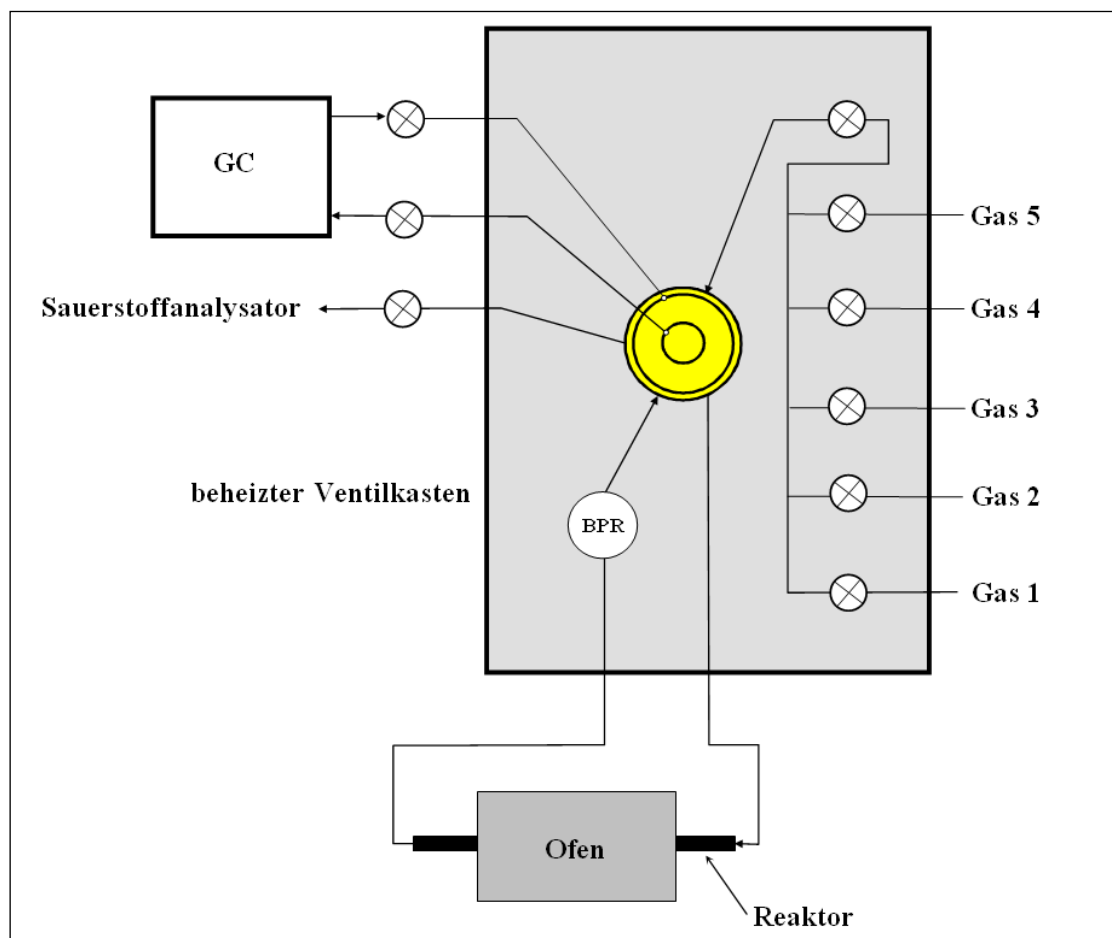 GC
Gas 5
Sauerstoffanalysator
Gas 4
Gas 3
beheizter Ventilkasten
Gas 2
BPR
Gas 1
Ofen
Reaktor